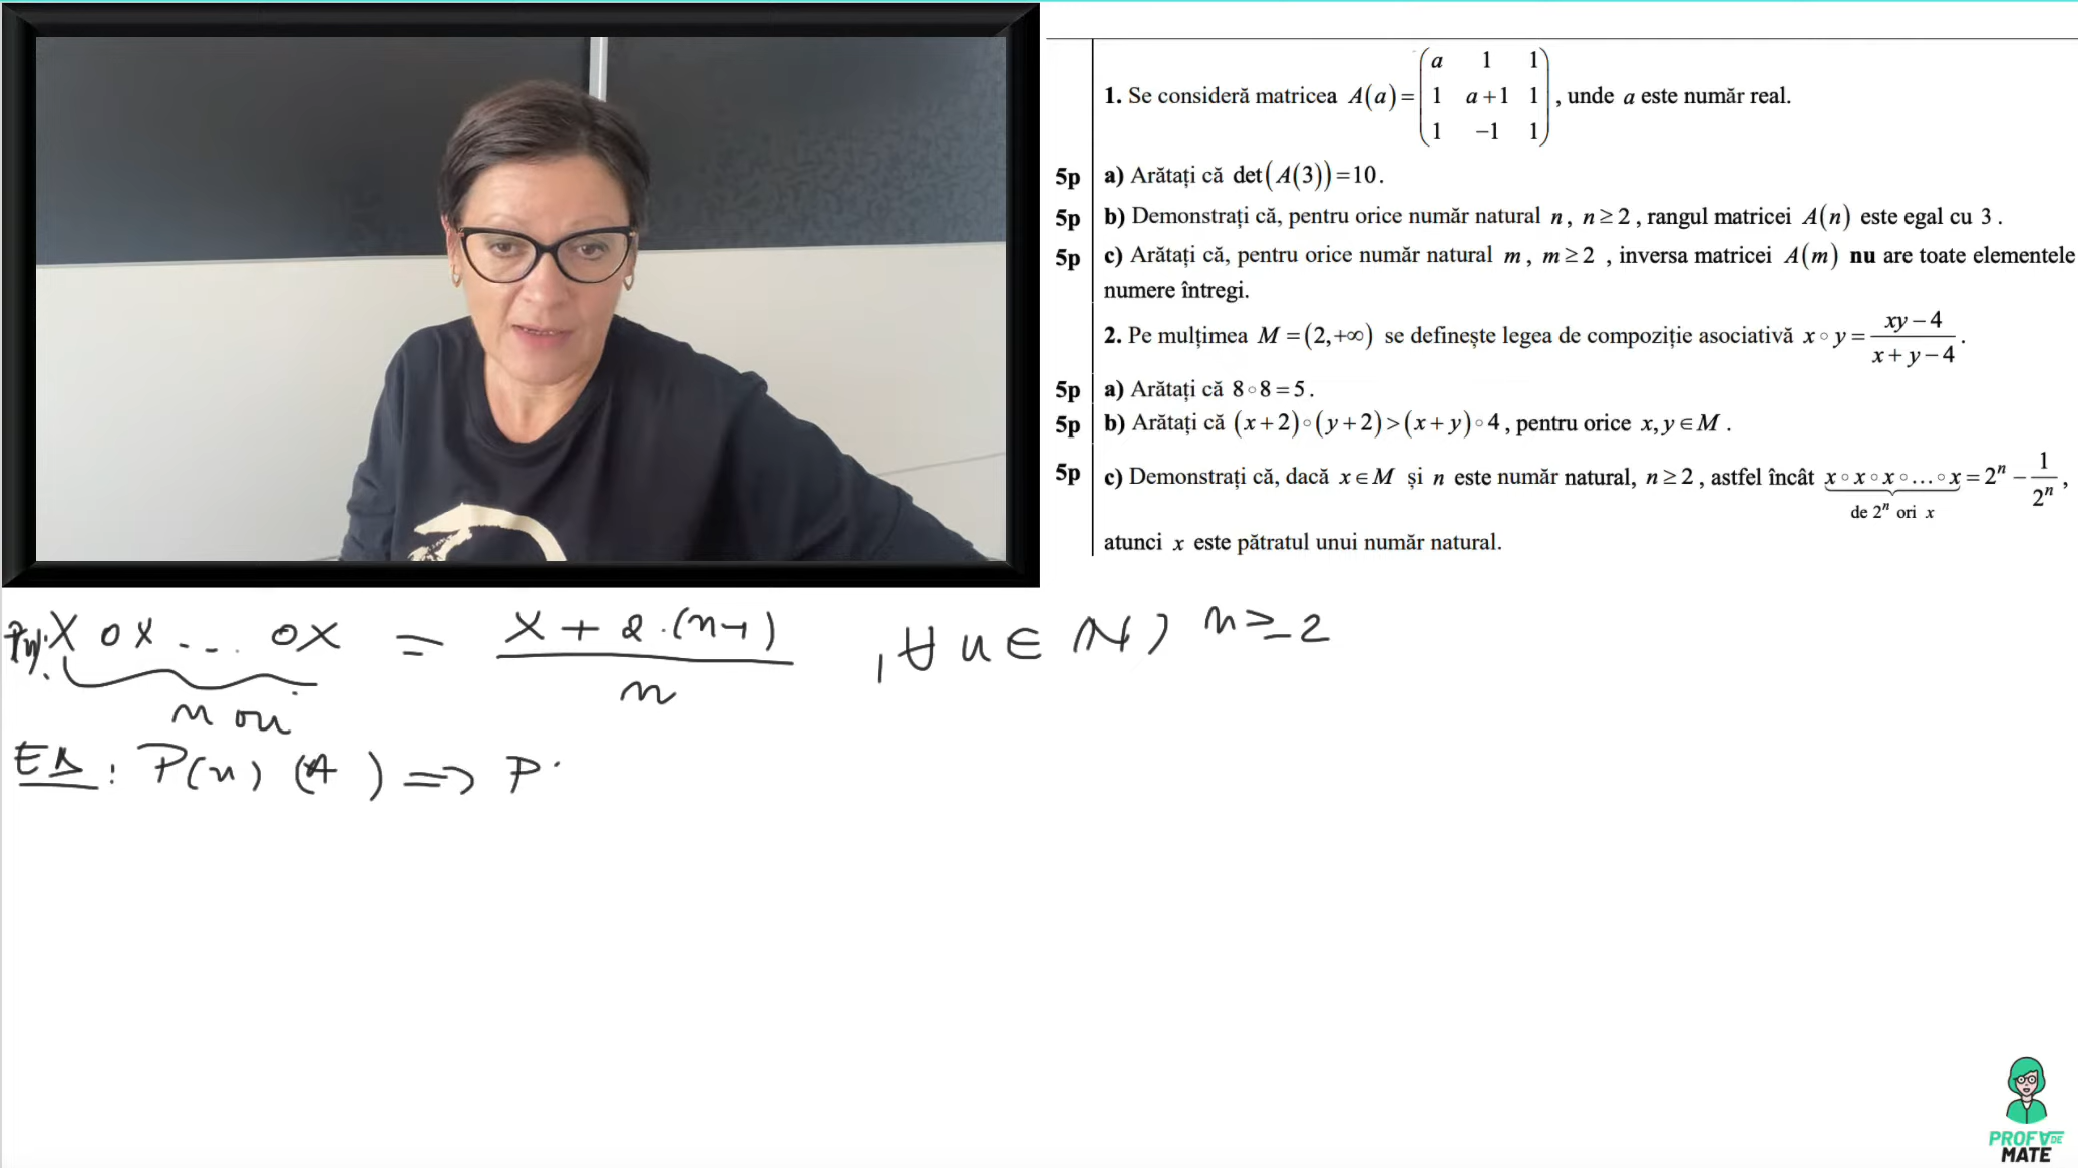 1. Se consideră matricea A(a) = (a 1 1; 1 a+1 1; 1 −1 1), unde a este număr real.
5p a) Arătați că det(A(3)) = 10.
5p b) Demonstrați că, pentru orice număr natural n, n ≥ 2, rangul matricei A(n) este egal cu 3.
5p c) Arătați că, pentru orice număr natural m, m ≥ 2, inversa matricei A(m) nu are toate elementele
numere întregi.
2. Pe mulțimea M = (2,+∞) se definește legea de compoziție asociativă x∘y = (xy−4)/(x+y−4).
5p a) Arătați că 8∘8 = 5.
5p b) Arătați că (x+2)∘(y+2) > (x+y)∘4, pentru orice x, y ∈ M.
5p c) Demonstrați că, dacă x ∈ M și n este număr natural, n ≥ 2, astfel încât x∘x∘x∘…∘x = 2ⁿ − 1/2ⁿ,
de 2ⁿ ori x
atunci x este pătratul unui număr natural.
P(n): x o x ... o x = (x + 2·(n-1))/n , ∀ n ∈ N, n ≥ 2
n ori
: P(n) (A) => P
PROF DE
MATE